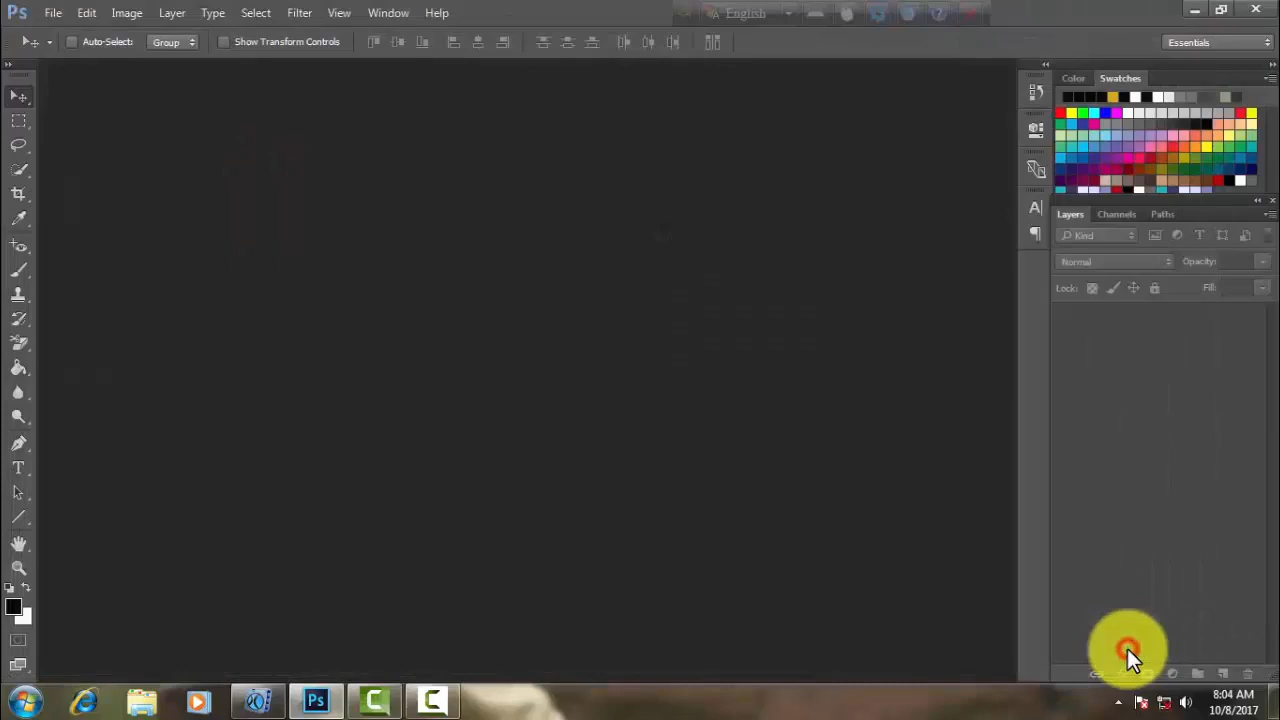 Ps File Edit Image Layer Type Select Filter View Window Help
English
Auto-Select: Group Show Transform Controls Essentials
Color Swatches
Layers Channels Paths
Kind
Normal Opacity:
Lock: Fill:
A
T
Ps
8:04 AM
10/8/2017